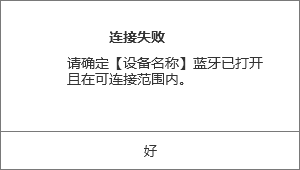 连接失败
请确定【设备名称】蓝牙已打开
且在可连接范围内。
好